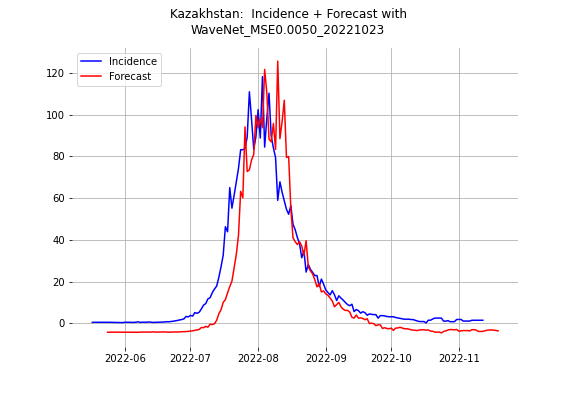 Kazakhstan:  Incidence + Forecast with
WaveNet_MSE0.0050_20221023
Incidence
Forecast
120
100
80
60
40
20
0
2022-06 2022-07 2022-08 2022-09 2022-10 2022-11